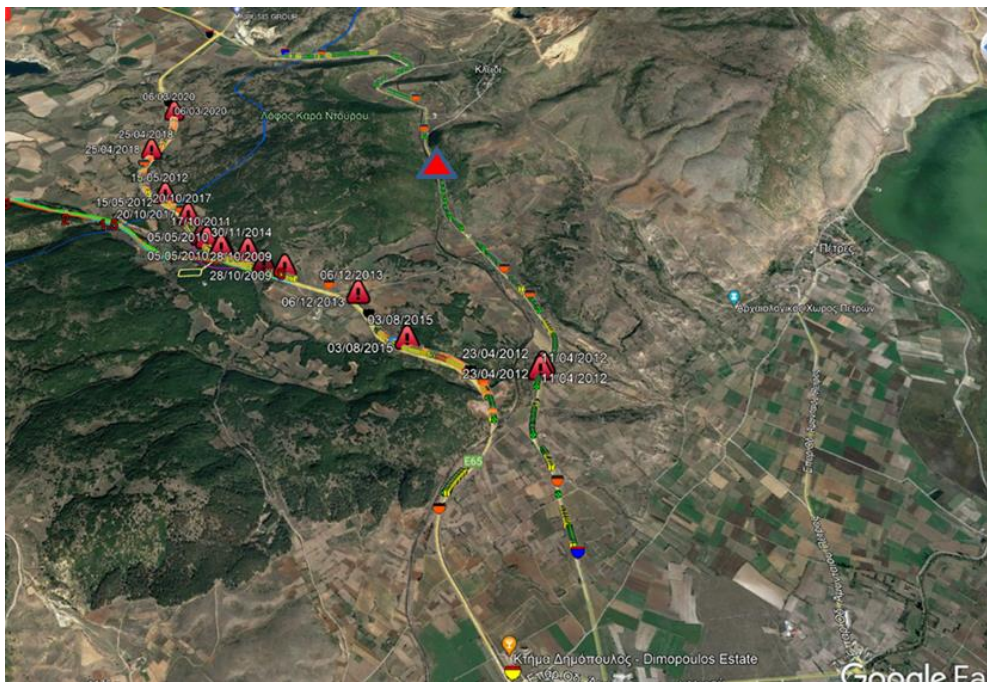 GROUP
Κλειδί
06/03/2020
06/03/2020
Λόφος Καρά Ντουρου
25/04/2018
25/04/2018
15/05/2012
15/05/2012
20/10/2017
20/10/2017
17/10/2011
30/11/2014
05/05/2010
05/05/2010
28/10/2009
28/10/2009
06/12/2013
06/12/2013
03/08/2015
03/08/2015
23/04/2012
11/04/2012
23/04/2012
11/04/2012
Πέτρες
Αρχαιολογικός Χώρος Πετρών
E65
Κτήμα Δημόπουλος - Dimopoulos Estate
Google Ea